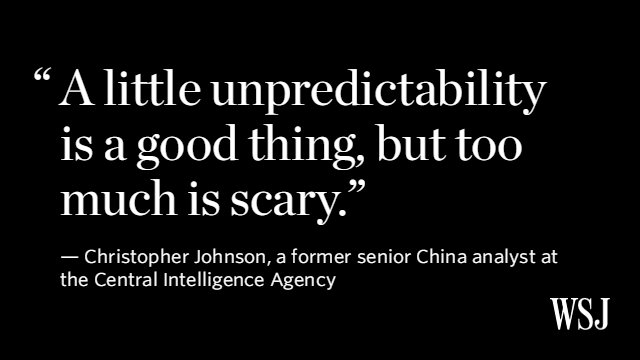 “ A little unpredictability
is a good thing, but too
much is scary.”
— Christopher Johnson, a former senior China analyst at
the Central Intelligence Agency
WSJ